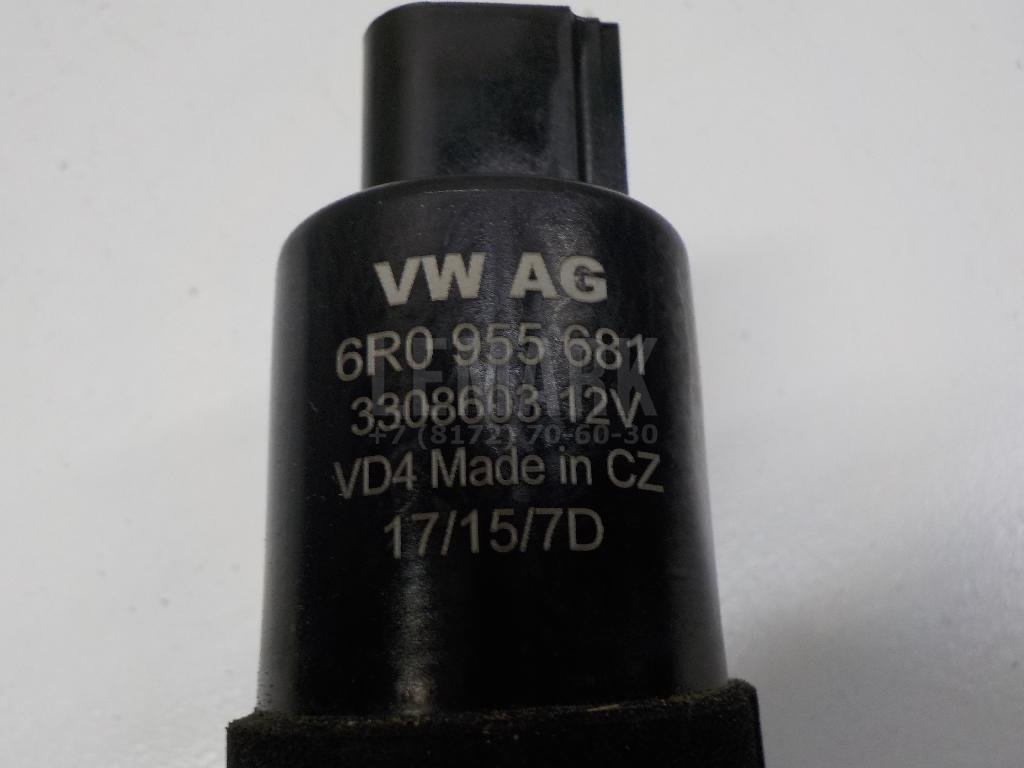 VW AG
6R0 955 681
3308603 12V
+7 (8172) 70-60-30
VD4 Made in CZ
17/15/7D